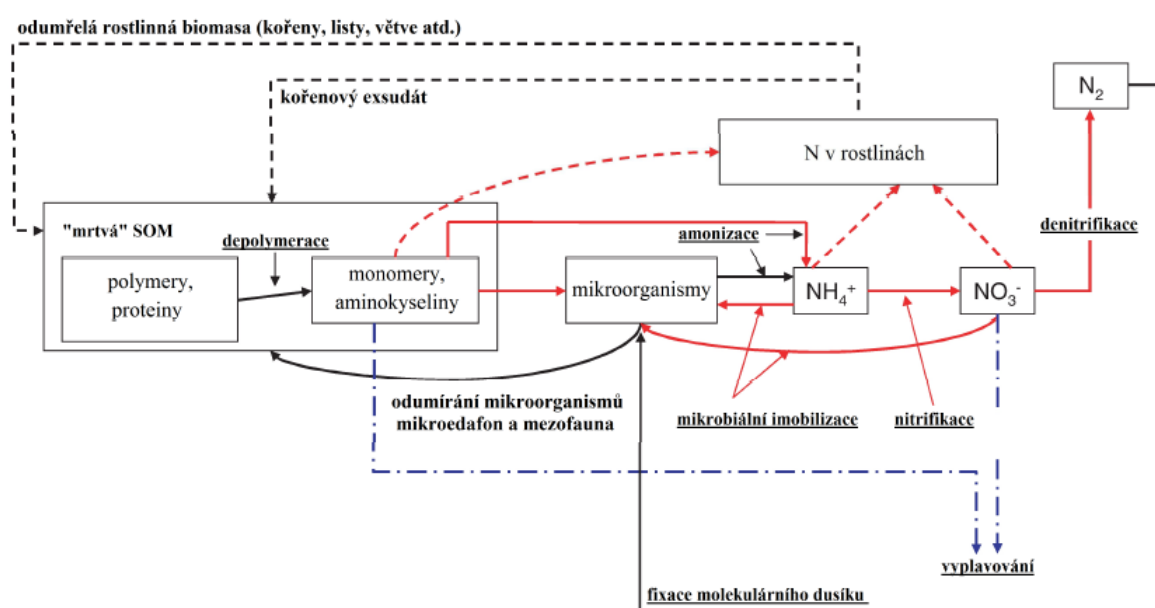 odumřelá rostlinná biomasa (kořeny, listy, větve atd.)
kořenový exsudát
N₂
N v rostlinách
"mrtvá" SOM
depolymerace
amonizace
denitrifikace
polymery,
proteiny
monomery,
aminokyseliny
mikroorganismy
NH₄⁺
NO₃⁻
odumírání mikroorganismů
mikroedafon a mezofauna
mikrobiální imobilizace
nitrifikace
vyplavování
fixace molekulárního dusíku